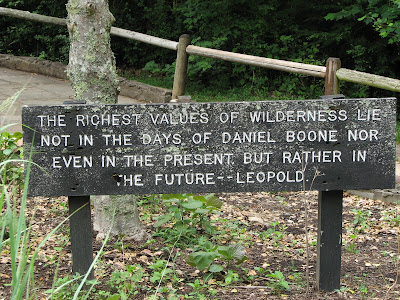 THE RICHEST VALUES OF WILDERNESS LIE
NOT IN THE DAYS OF DANIEL BOONE NOR
EVEN IN THE PRESENT, BUT RATHER IN
THE FUTURE--LEOPOLD.